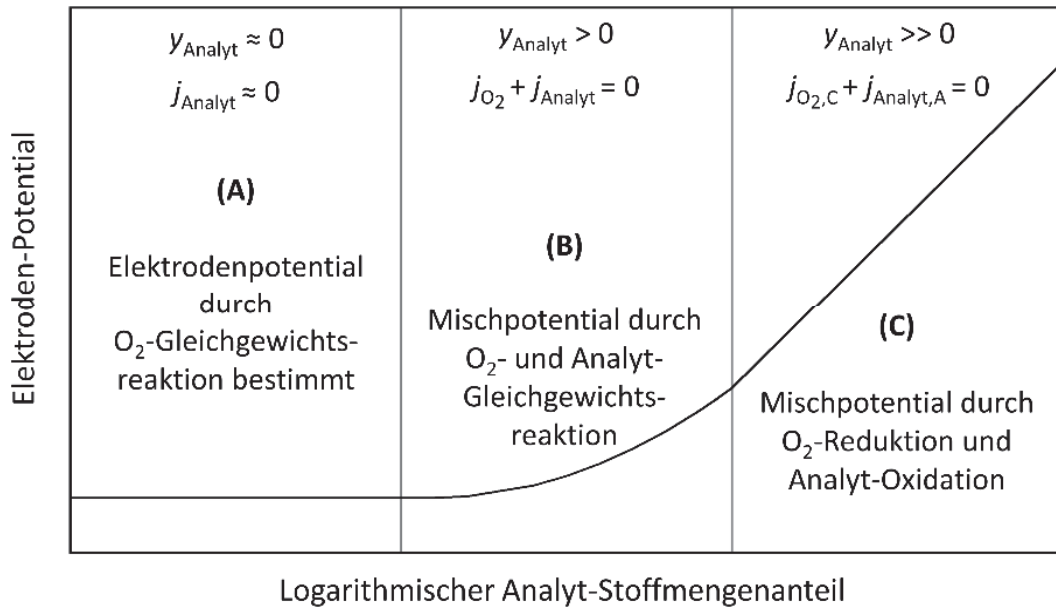 y_Analyt ≈ 0
j_Analyt ≈ 0
(A)
Elektrodenpotential
durch
O₂-Gleichgewichts-
reaktion bestimmt
y_Analyt > 0
j_O₂ + j_Analyt = 0
(B)
Mischpotential durch
O₂- und Analyt-
Gleichgewichts-
reaktion
y_Analyt >> 0
j_O₂,C + j_Analyt,A = 0
(C)
Mischpotential durch
O₂-Reduktion und
Analyt-Oxidation
Elektroden-Potential
Logarithmischer Analyt-Stoffmengenanteil